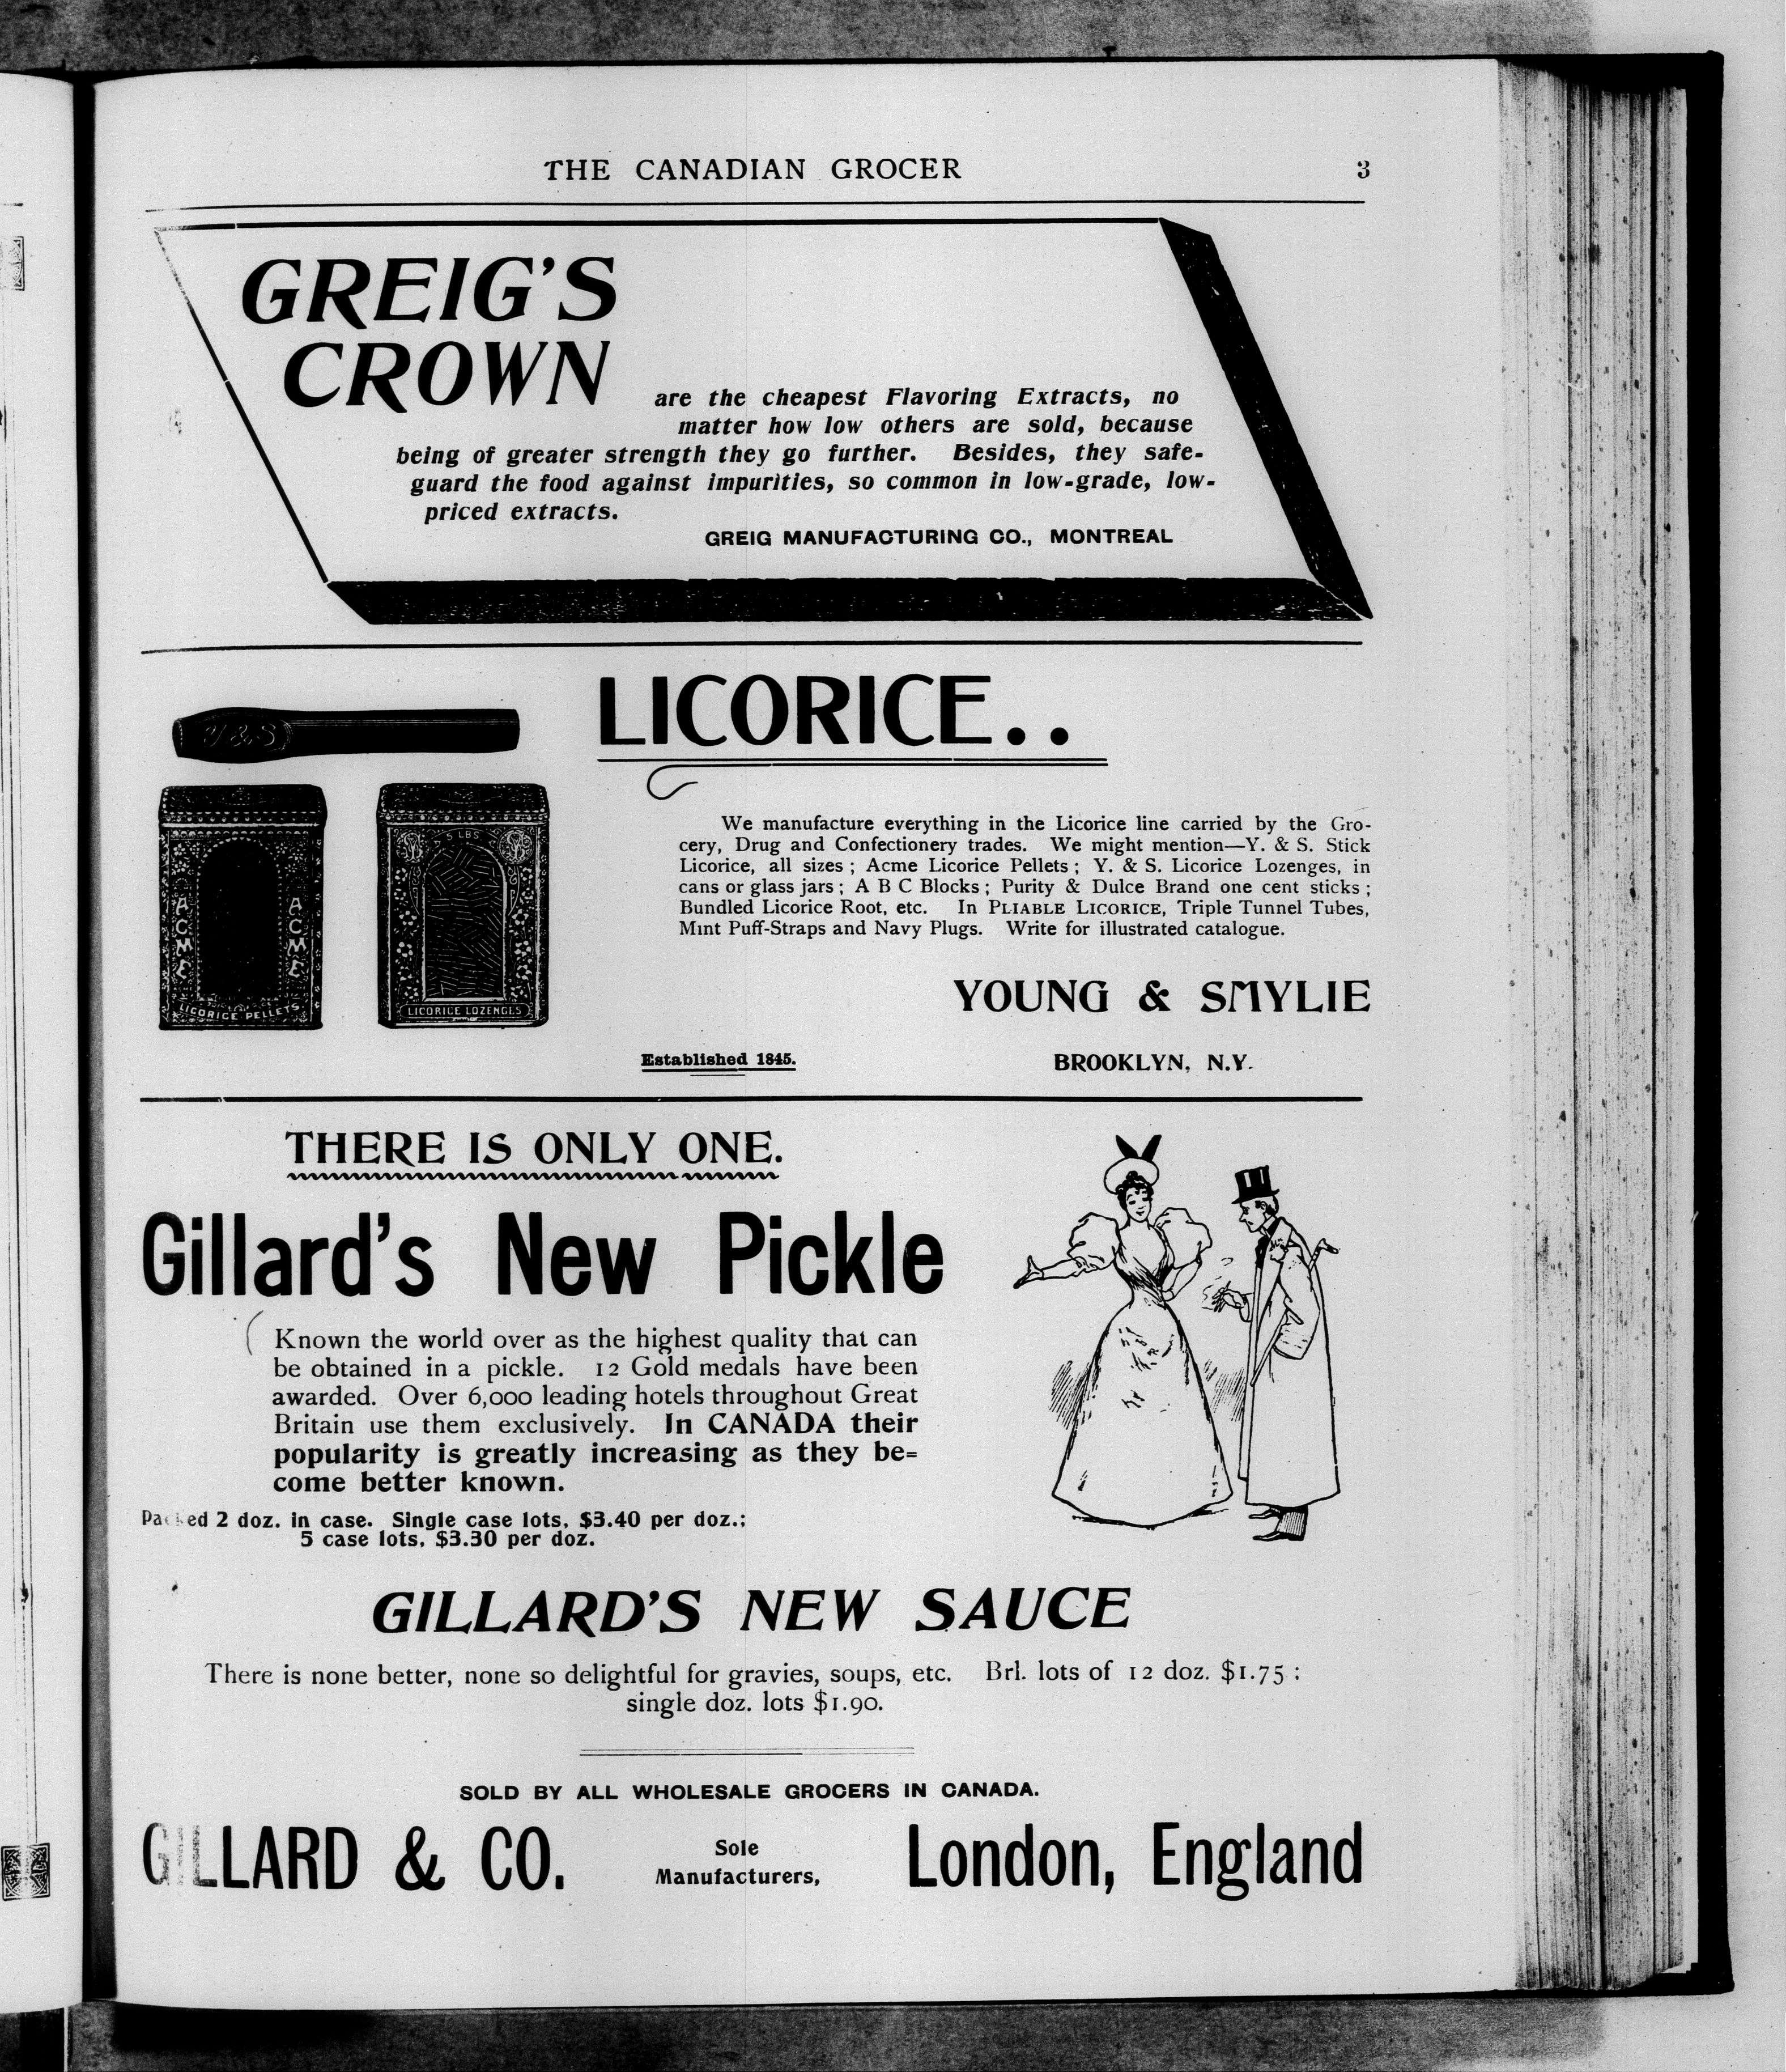 THE CANADIAN GROCER 3
GREIG'S
CROWN
are the cheapest Flavoring Extracts, no
matter how low others are sold, because
being of greater strength they go further. Besides, they safe-
guard the food against impurities, so common in low-grade, low-
priced extracts.
GREIG MANUFACTURING CO., MONTREAL
Y&S
LICORICE..
ACME
ACME
LICORICE PELLETS
5 LBS
LICORICE LOZENGES
We manufacture everything in the Licorice line carried by the Gro-
cery, Drug and Confectionery trades. We might mention—Y. & S. Stick
Licorice, all sizes; Acme Licorice Pellets; Y. & S. Licorice Lozenges, in
cans or glass jars; A B C Blocks; Purity & Dulce Brand one cent sticks;
Bundled Licorice Root, etc. In PLIABLE LICORICE, Triple Tunnel Tubes,
Mint Puff-Straps and Navy Plugs. Write for illustrated catalogue.
YOUNG & SMYLIE
Established 1845.
BROOKLYN, N.Y.
THERE IS ONLY ONE.
Gillard's New Pickle
Known the world over as the highest quality that can
be obtained in a pickle. 12 Gold medals have been
awarded. Over 6,000 leading hotels throughout Great
Britain use them exclusively. In CANADA their
popularity is greatly increasing as they be=
come better known.
Packed 2 doz. in case. Single case lots, $3.40 per doz.;
5 case lots, $3.30 per doz.
GILLARD'S NEW SAUCE
There is none better, none so delightful for gravies, soups, etc. Brl. lots of 12 doz. $1.75:
single doz. lots $1.90.
SOLD BY ALL WHOLESALE GROCERS IN CANADA.
GILLARD & CO. Sole Manufacturers, London, England